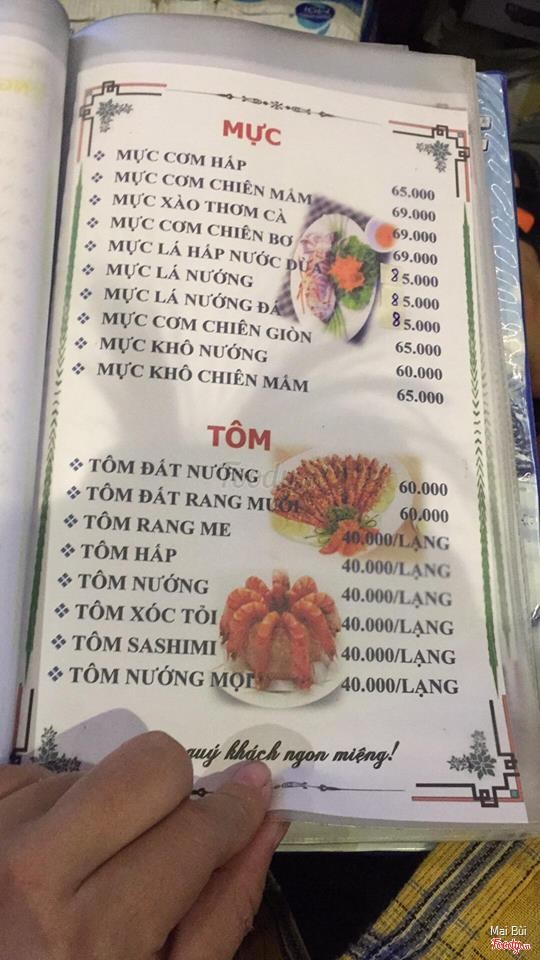 MỰC
❖ MỰC CƠM HẤP 65.000
❖ MỰC CƠM CHIÊN MẮM 69.000
❖ MỰC XÀO THƠM CÀ 69.000
❖ MỰC CƠM CHIÊN BƠ 69.000
❖ MỰC LÁ HẤP NƯỚC DỪA 85.000
❖ MỰC LÁ NƯỚNG 85.000
❖ MỰC LÁ NƯỚNG ĐÁ 85.000
❖ MỰC CƠM CHIÊN GIÒN 65.000
❖ MỰC KHÔ NƯỚNG 60.000
❖ MỰC KHÔ CHIÊN MẮM 65.000
TÔM
❖ TÔM ĐẤT NƯỚNG 60.000
❖ TÔM ĐẤT RANG MUỐI 60.000
❖ TÔM RANG ME 40.000/LẠNG
❖ TÔM HẤP 40.000/LẠNG
❖ TÔM NƯỚNG 40.000/LẠNG
❖ TÔM XÓC TỎI 40.000/LẠNG
❖ TÔM SASHIMI 40.000/LẠNG
❖ TÔM NƯỚNG MỌI 40.000/LẠNG
quý khách ngon miệng!
Mai Bùi
Foody.vn